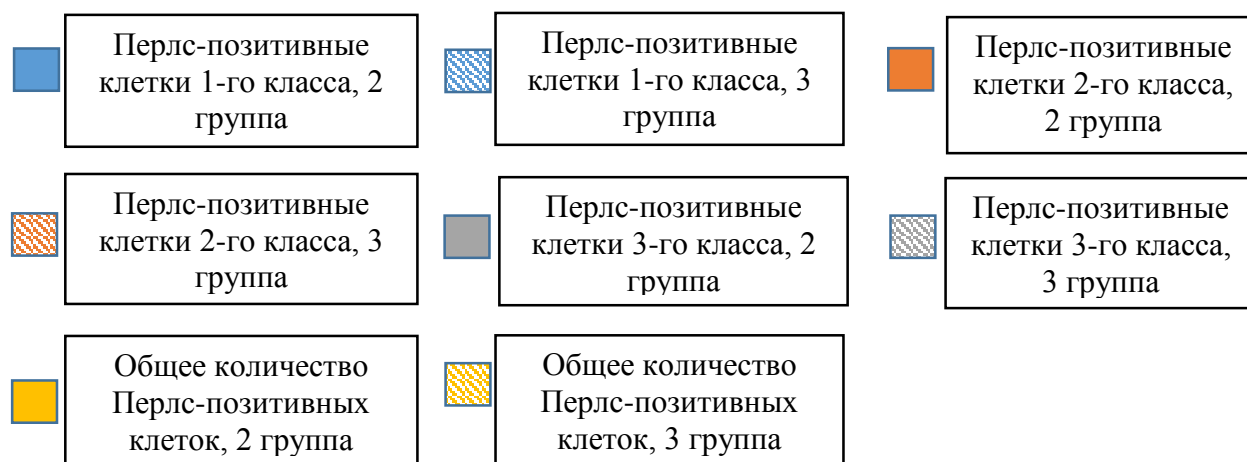 Перлс-позитивные
клетки 1-го класса, 2
группа
Перлс-позитивные
клетки 1-го класса, 3
группа
Перлс-позитивные
клетки 2-го класса,
2 группа
Перлс-позитивные
клетки 2-го класса, 3
группа
Перлс-позитивные
клетки 3-го класса, 2
группа
Перлс-позитивные
клетки 3-го класса,
3 группа
Общее количество
Перлс-позитивных
клеток, 2 группа
Общее количество
Перлс-позитивных
клеток, 3 группа